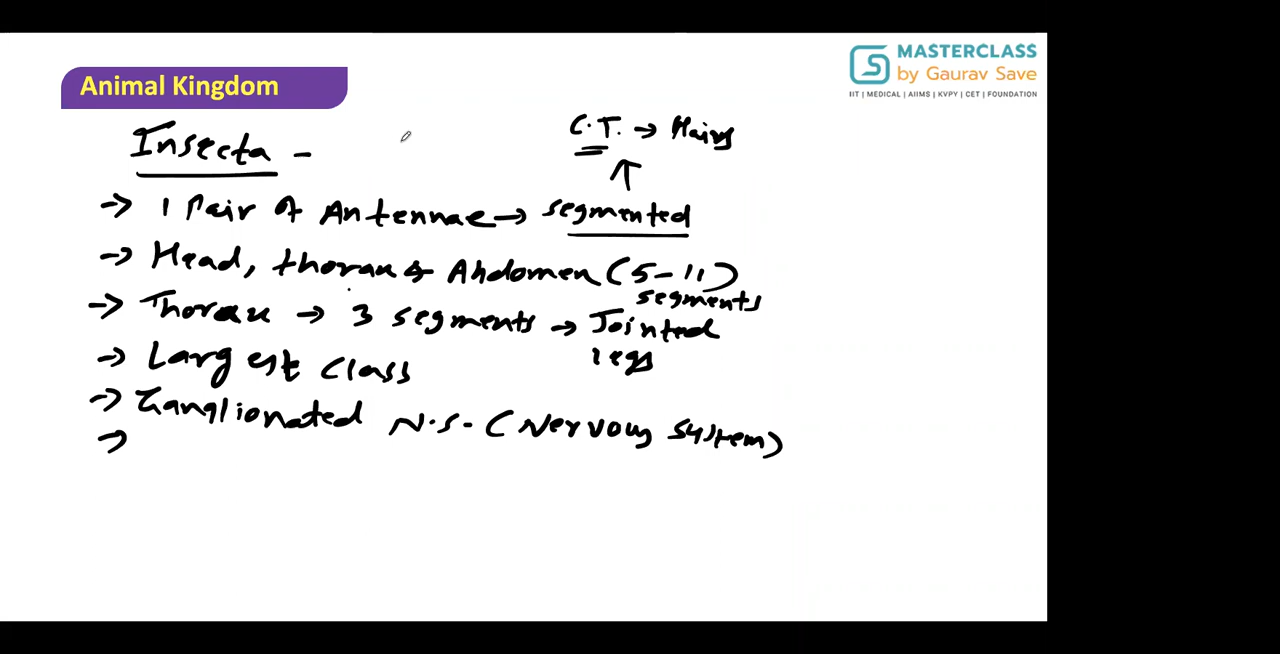 Animal Kingdom
MASTERCLASS
by Gaurav Save
IIT | MEDICAL | AIIMS | KVPY | CET | FOUNDATION
C.T. → Hairs
Insecta -
→ 1 Pair of Antennae → segmented
→ Head, thorax & Abdomen (5-11)
segments
→ Thorax → 3 segments → Jointed
legs
→ Largest Class
→ Ganglionated N.S. (Nervous system)
→